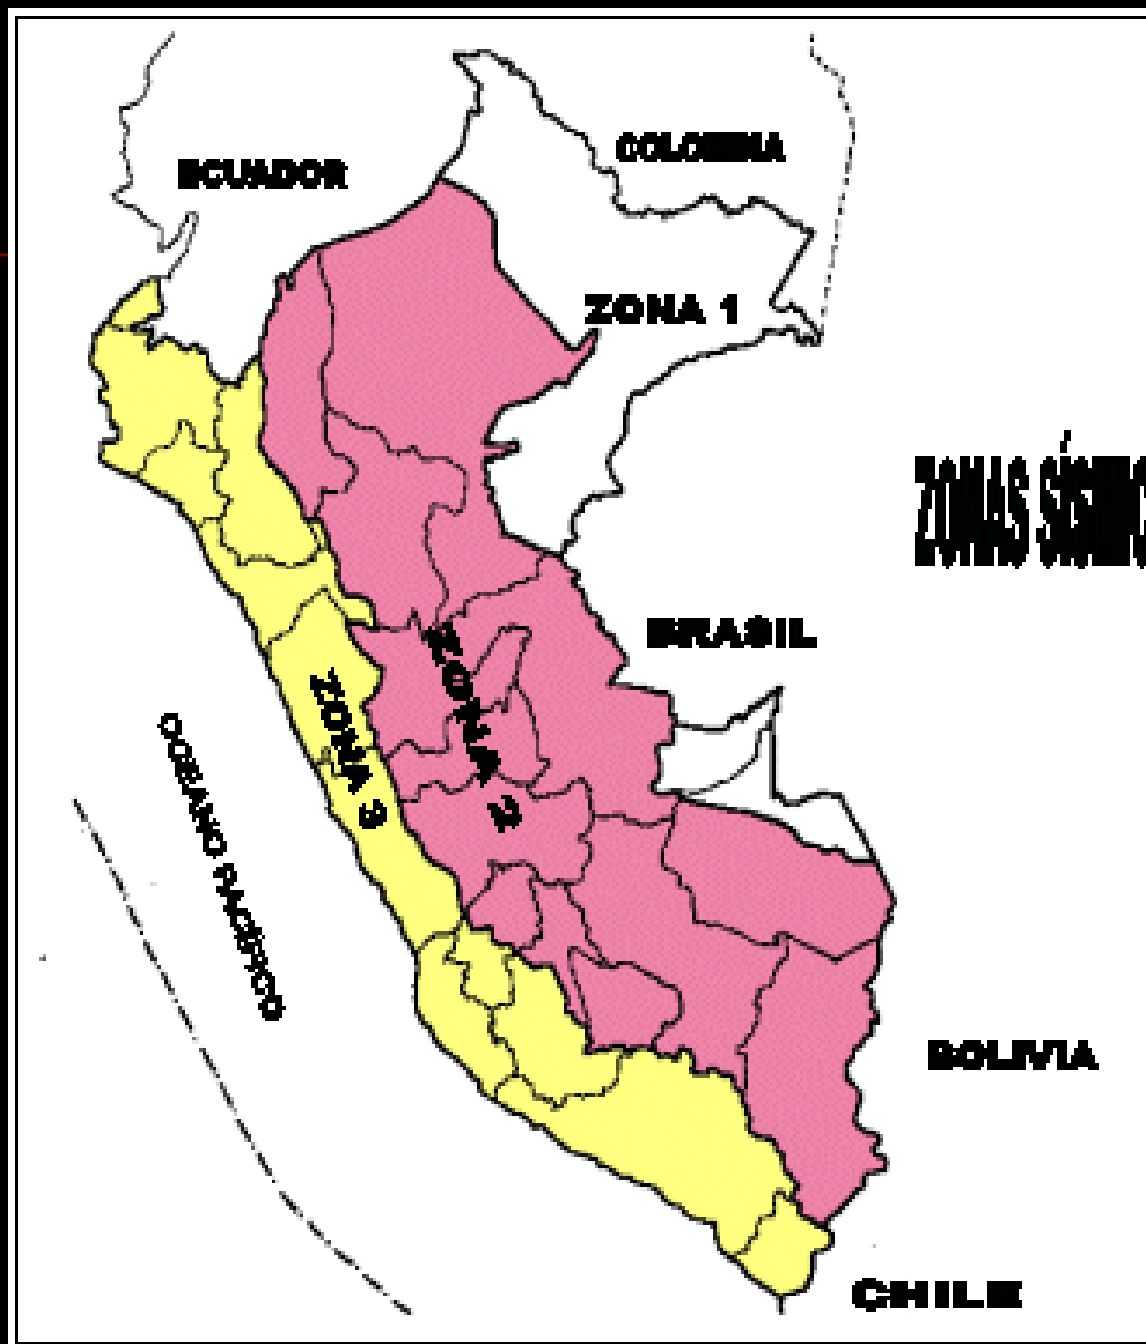 ECUADOR
COLOMBIA
ZONA 1
ZONAS SÍSMIC
BRASIL
ZONA 2
ZONA 3
OCEANO PACIFICO
BOLIVIA
CHILE